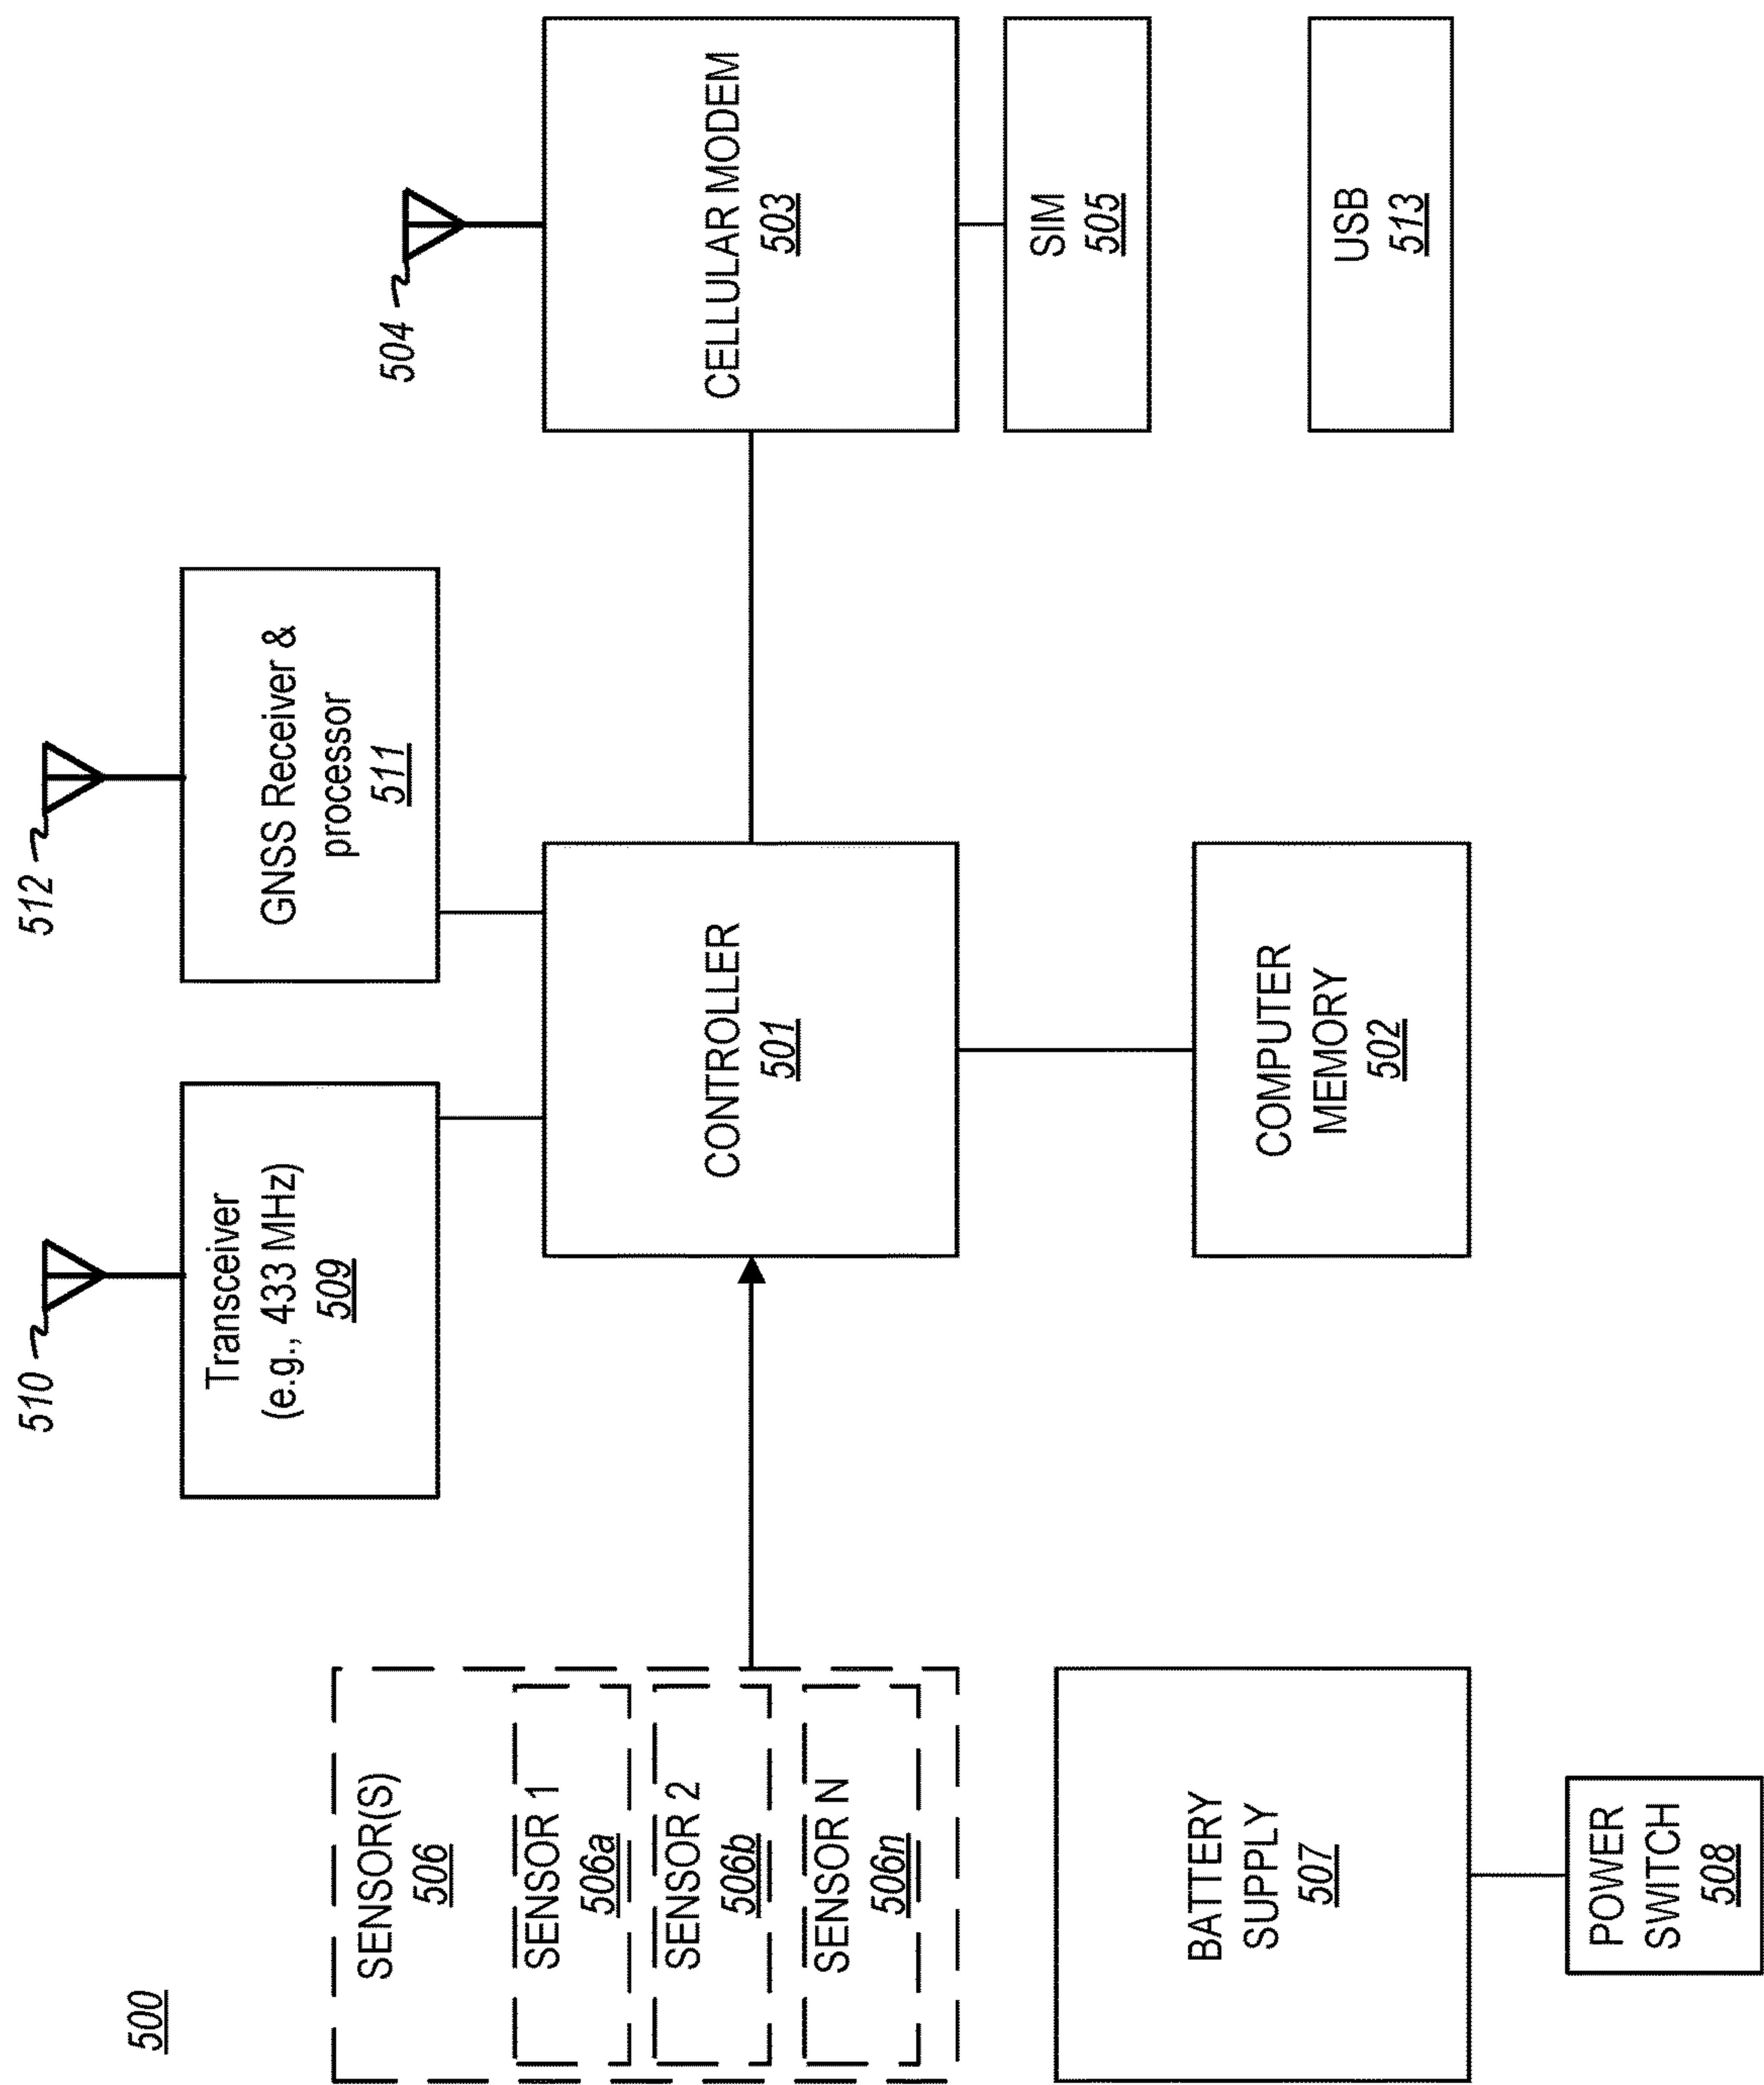 500
510
512
504
Transceiver
(e.g., 433 MHz)
509
GNSS Receiver &
processor
511
SENSOR(S)
506
SENSOR 1
506a
SENSOR 2
506b
SENSOR N
506n
CONTROLLER
501
CELLULAR MODEM
503
SIM
505
BATTERY
SUPPLY
507
COMPUTER
MEMORY
502
USB
513
POWER
SWITCH
508